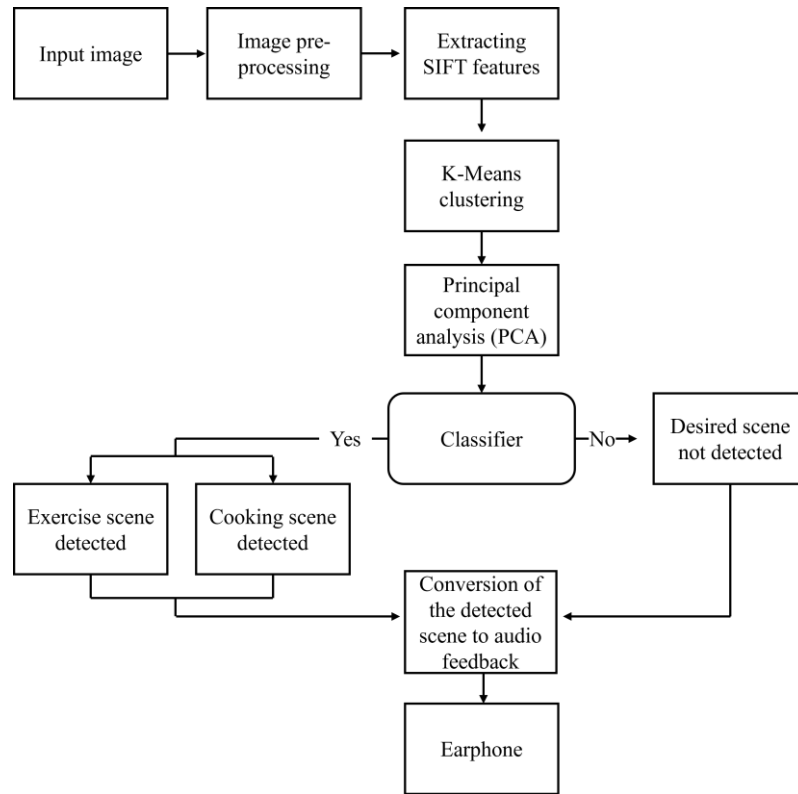 Input image
Image pre-
processing
Extracting
SIFT features
K-Means
clustering
Principal
component
analysis (PCA)
Yes
Classifier
No
Desired scene
not detected
Exercise scene
detected
Cooking scene
detected
Conversion of
the detected
scene to audio
feedback
Earphone